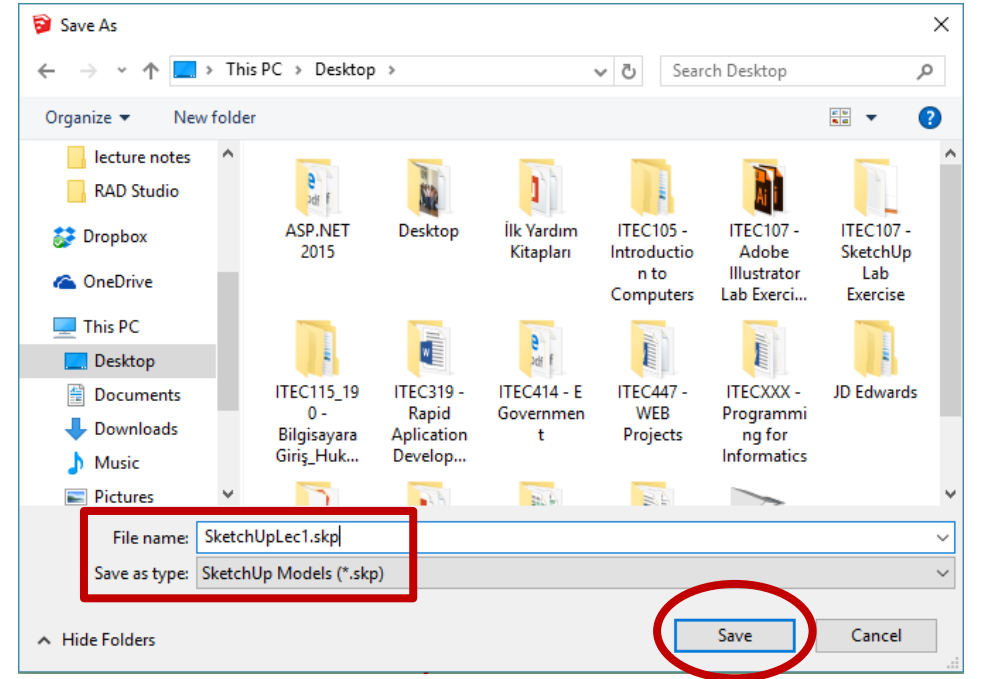 Save As
This PC > Desktop >
Search Desktop
Organize
New folder
?
lecture notes
RAD Studio
Dropbox
OneDrive
This PC
Desktop
Documents
Downloads
Music
Pictures
ASP.NET
2015
Desktop
İlk Yardım
Kitapları
ITEC105 -
Introductio
n to
Computers
ITEC107 -
Adobe
Illustrator
Lab Exerci...
ITEC107 -
SketchUp
Lab
Exercise
ITEC115_19
0 -
Bilgisayara
Giriş_Huk...
ITEC319 -
Rapid
Aplication
Develop...
ITEC414 - E
Governmen
t
ITEC447 -
WEB
Projects
ITECXXX -
Programmi
ng for
Informatics
JD Edwards
File name: SketchUpLec1.skp
Save as type: SketchUp Models (*.skp)
Hide Folders
Save
Cancel